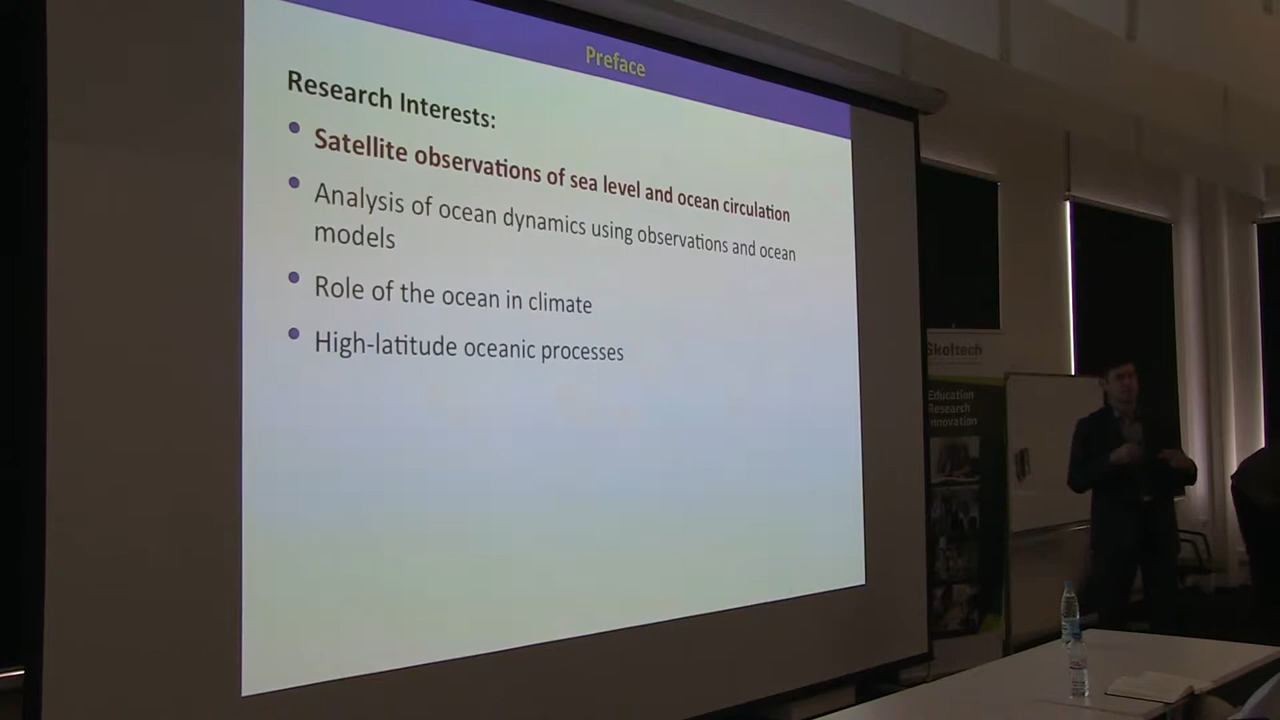 Preface
Research Interests:
Satellite observations of sea level and ocean circulation
Analysis of ocean dynamics using observations and ocean
models
Role of the ocean in climate
High-latitude oceanic processes
Skoltech
Education
Research
Innovation